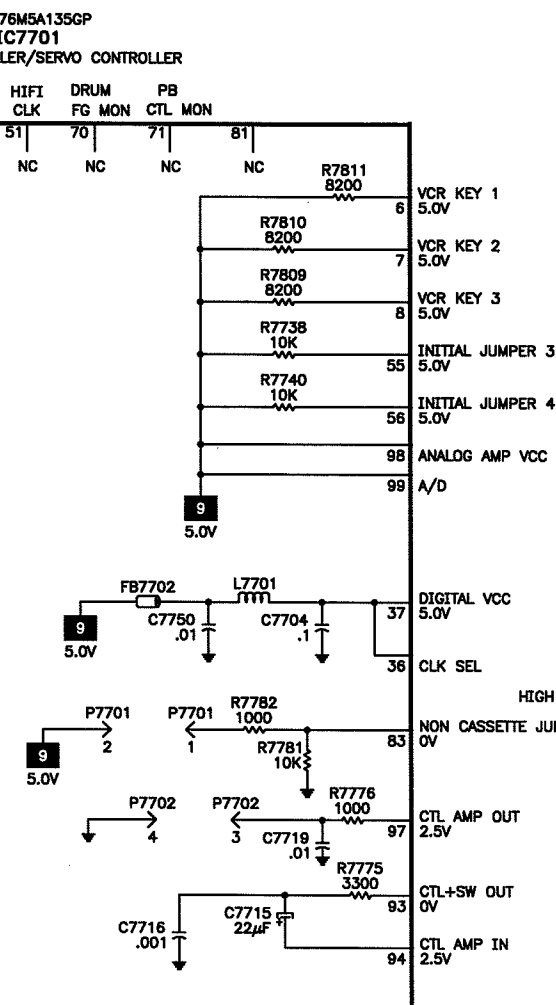 76M5A135GP
IC7701
LER/SERVO CONTROLLER
HIFI DRUM PB
CLK FG MON CTL MON
51 70 71 81
NC NC NC NC
R7811
8200
VCR KEY 1
6 5.0V
R7810
8200
VCR KEY 2
7 5.0V
R7809
8200
VCR KEY 3
8 5.0V
R7738
10K
INITIAL JUMPER 3
55 5.0V
R7740
10K
INITIAL JUMPER 4
56 5.0V
98 ANALOG AMP VCC
99 A/D
9
5.0V
FB7702 L7701
DIGITAL VCC
37 5.0V
C7750 C7704
.01 .1
9
5.0V
36 CLK SEL
HIGH
P7701 P7701 R7782
1000
NON CASSETTE JU
83 0V
2 1 R7781
10K
9
5.0V
R7776
1000
P7702 P7702
CTL AMP OUT
97 2.5V
4 3 C7719
.01
R7775
3300
CTL+SW OUT
93 0V
C7716 C7715
.001 22µF +
CTL AMP IN
94 2.5V